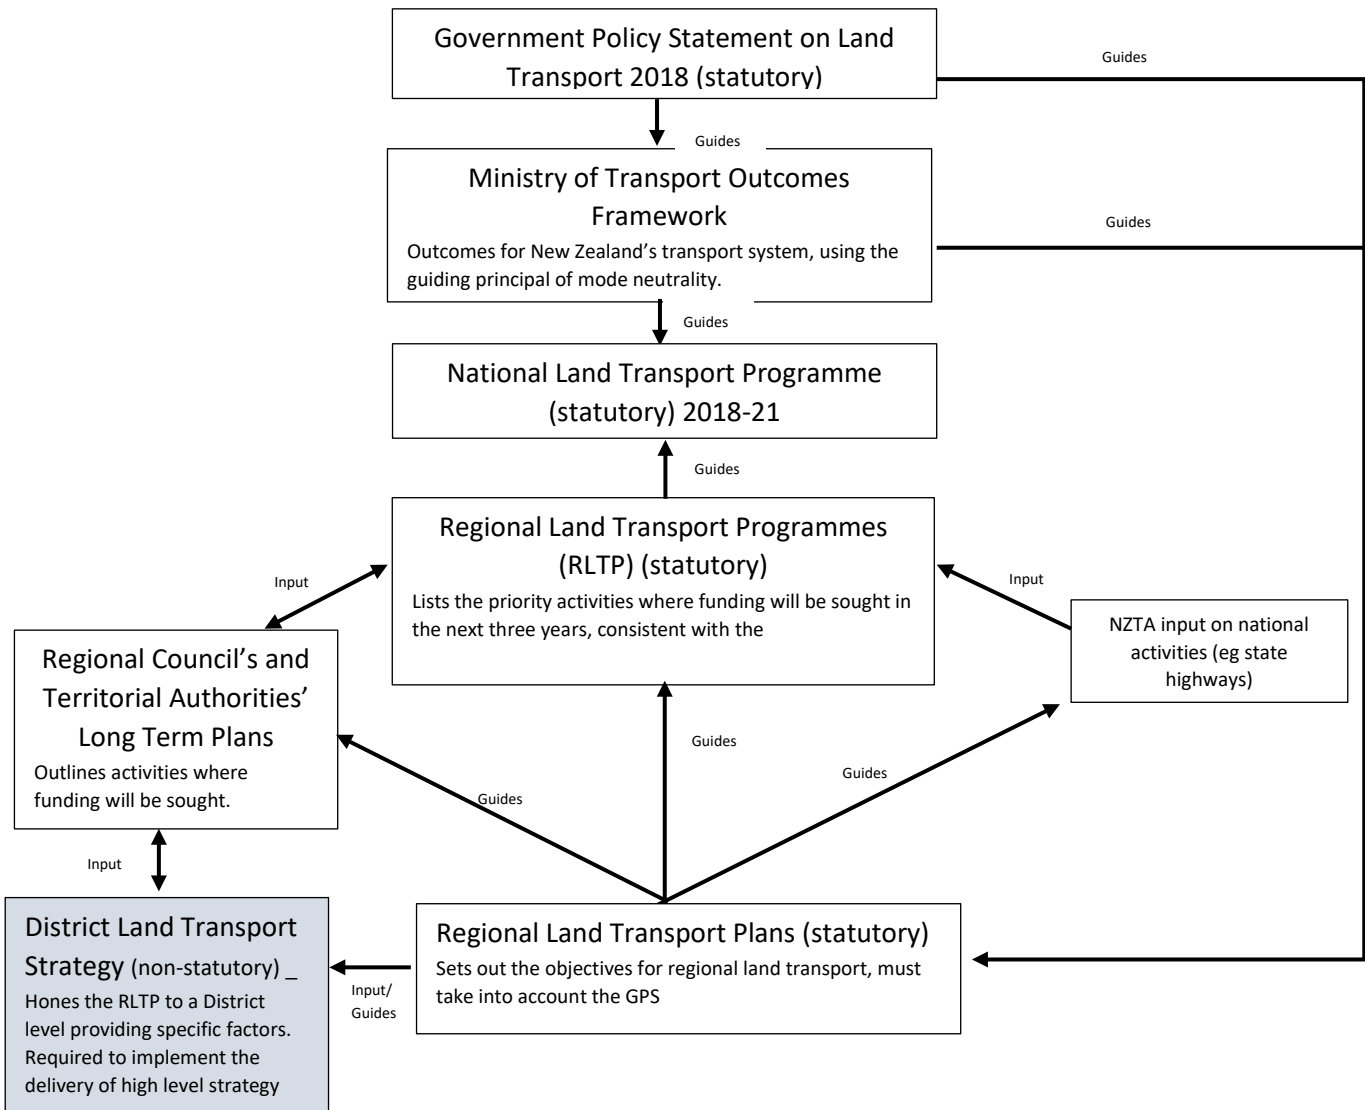 Government Policy Statement on Land
Transport 2018 (statutory)
Guides
Guides
Ministry of Transport Outcomes
Framework
Outcomes for New Zealand’s transport system, using the
guiding principal of mode neutrality.
Guides
Guides
National Land Transport Programme
(statutory) 2018-21
Guides
Regional Land Transport Programmes
(RLTP) (statutory)
Lists the priority activities where funding will be sought in
the next three years, consistent with the
Input
Input
NZTA input on national
activities (eg state
highways)
Regional Council’s and
Territorial Authorities’
Long Term Plans
Outlines activities where
funding will be sought.
Guides
Guides
Guides
Input
District Land Transport
Strategy (non-statutory) _
Hones the RLTP to a District
level providing specific factors.
Required to implement the
delivery of high level strategy
Input/
Guides
Regional Land Transport Plans (statutory)
Sets out the objectives for regional land transport, must
take into account the GPS